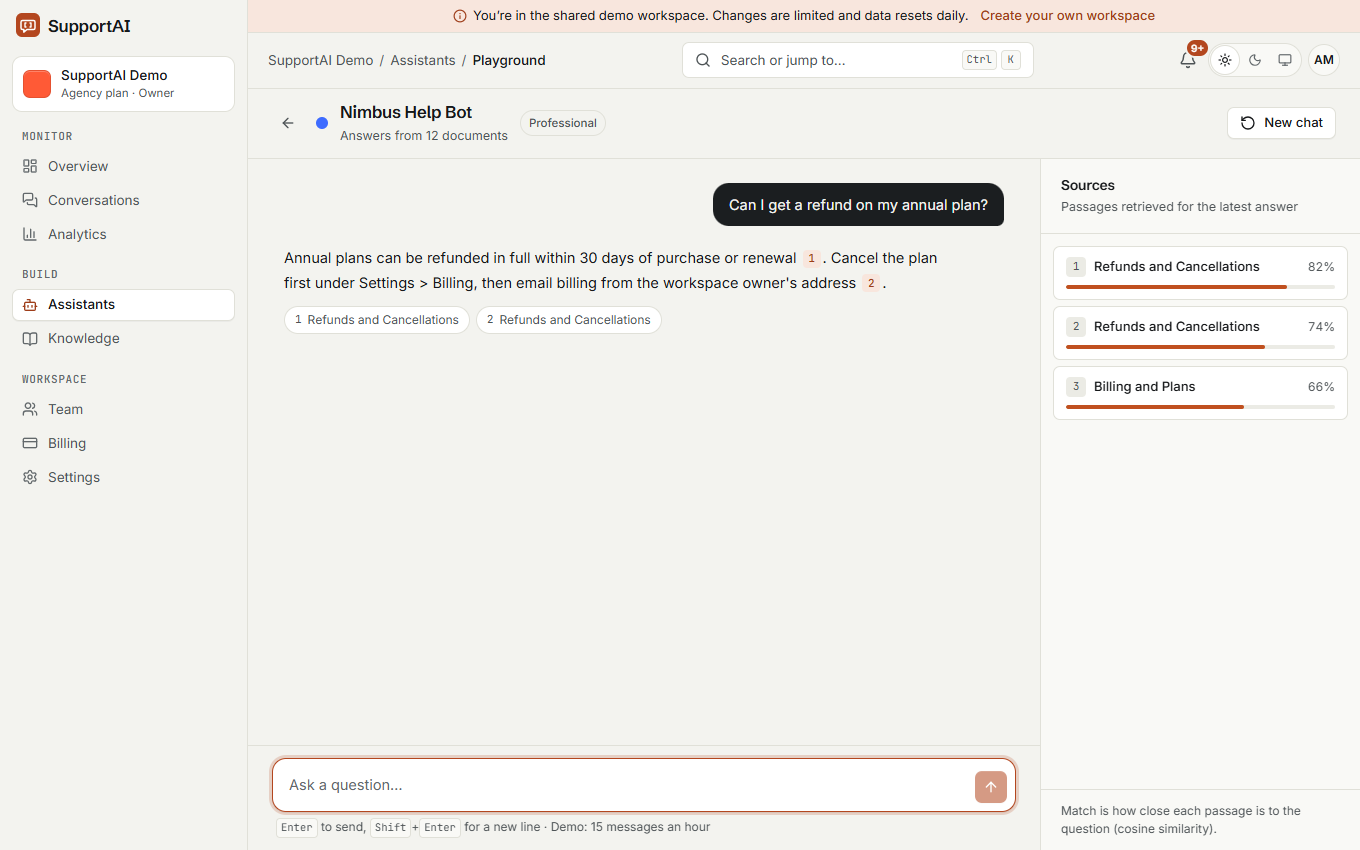 SupportAI
SupportAI Demo
Agency plan · Owner
MONITOR
Overview
Conversations
Analytics
BUILD
Assistants
Knowledge
WORKSPACE
Team
Billing
Settings
You're in the shared demo workspace. Changes are limited and data resets daily. Create your own workspace
SupportAI Demo / Assistants / Playground
Search or jump to... Ctrl K
9+
AM
Nimbus Help Bot
Answers from 12 documents
Professional
New chat
Can I get a refund on my annual plan?
Annual plans can be refunded in full within 30 days of purchase or renewal 1. Cancel the plan
first under Settings > Billing, then email billing from the workspace owner's address 2.
1 Refunds and Cancellations 2 Refunds and Cancellations
Ask a question...
Enter to send, Shift+Enter for a new line · Demo: 15 messages an hour
Sources
Passages retrieved for the latest answer
1 Refunds and Cancellations 82%
2 Refunds and Cancellations 74%
3 Billing and Plans 66%
Match is how close each passage is to the
question (cosine similarity).